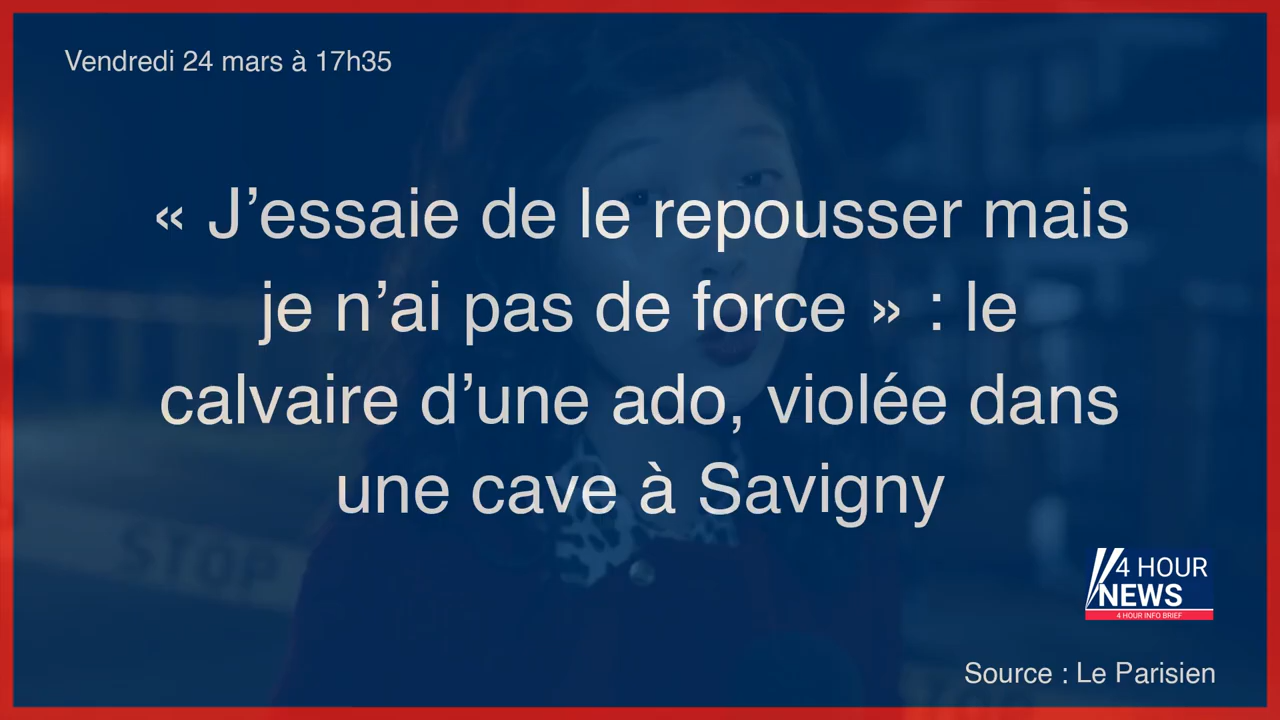 Vendredi 24 mars à 17h35
« J’essaie de le repousser mais
je n’ai pas de force » : le
calvaire d’une ado, violée dans
une cave à Savigny
STOP
4 HOUR
NEWS
4 HOUR INFO BRIEF
Source : Le Parisien